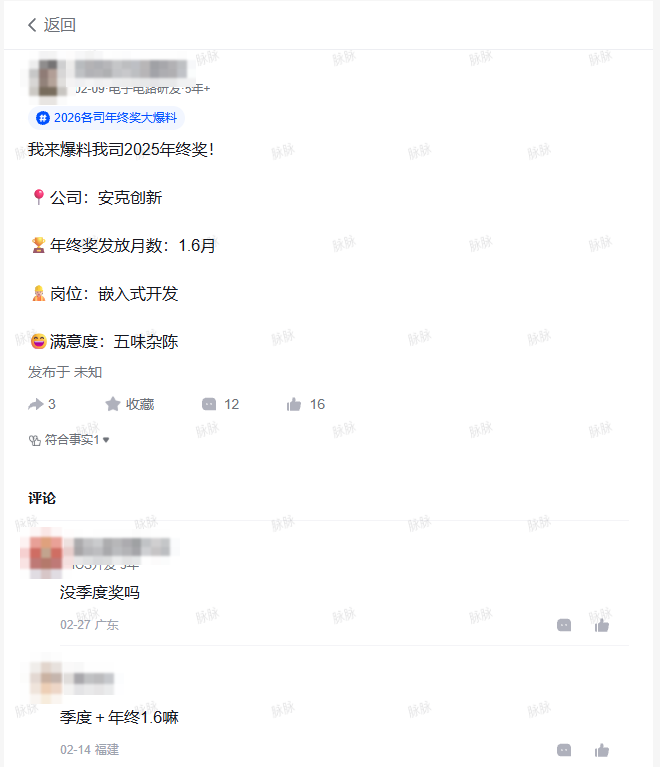 返回
02-09·电子电路研发·5年+
2026各司年终奖大爆料
我来爆料我司2025年终奖！
公司：安克创新
年终奖发放月数：1.6月
岗位：嵌入式开发
满意度：五味杂陈
发布于 未知
3 收藏 12 16
符合事实1
评论
iOS开发 3年
没季度奖吗
02-27 广东
季度＋年终1.6嘛
02-14 福建
脉脉